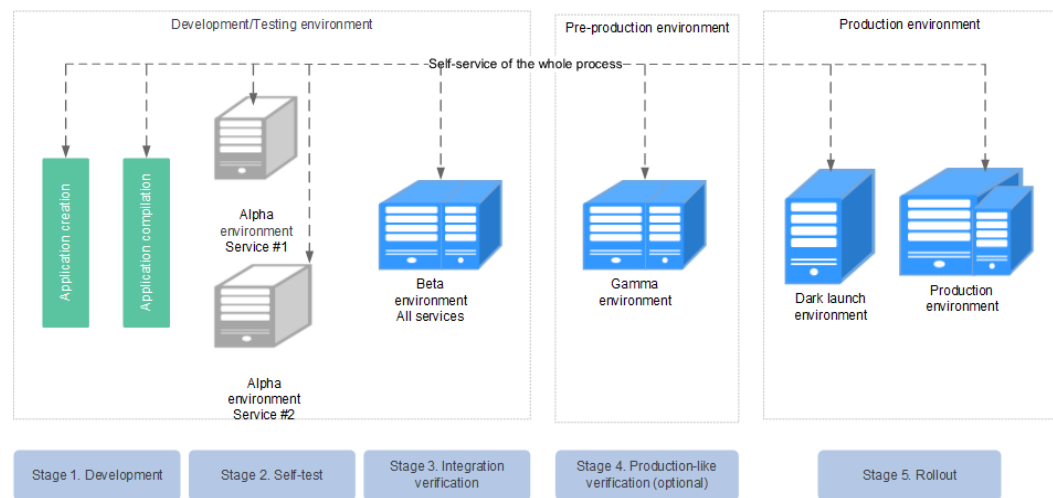 Development/Testing environment
Pre-production environment
Production environment
Self-service of the whole process
Application creation
Application compilation
Alpha
environment
Service #1
Alpha
environment
Service #2
Beta
environment
All services
Gamma
environment
Dark launch
environment
Production
environment
Stage 1. Development
Stage 2. Self-test
Stage 3. Integration
verification
Stage 4. Production-like
verification (optional)
Stage 5. Rollout